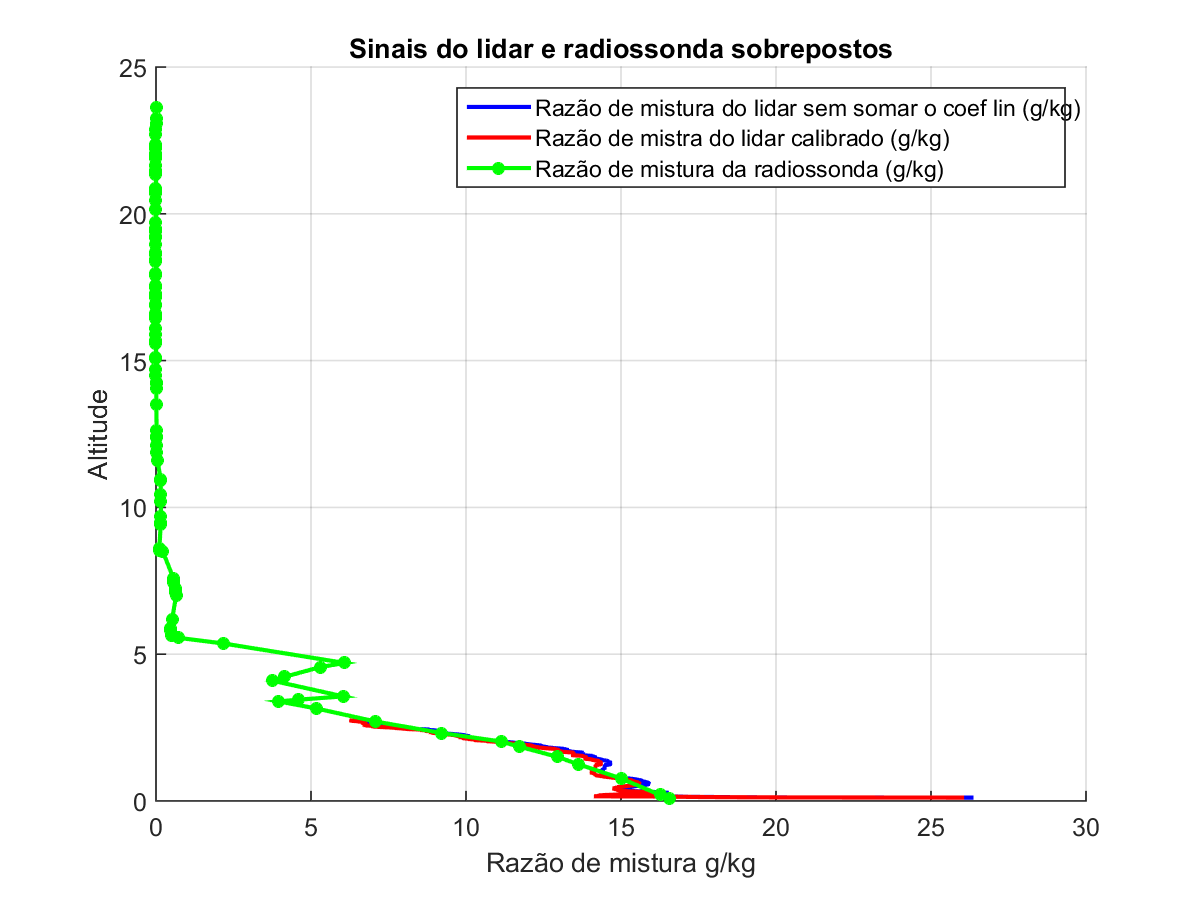 Sinais do lidar e radiossonda sobrepostos
25
Razão de mistura do lidar sem somar o coef lin (g/kg)
Razão de mistra do lidar calibrado (g/kg)
Razão de mistura da radiossonda (g/kg)
20
15
Altitude
10
5
0
0 5 10 15 20 25 30
Razão de mistura g/kg